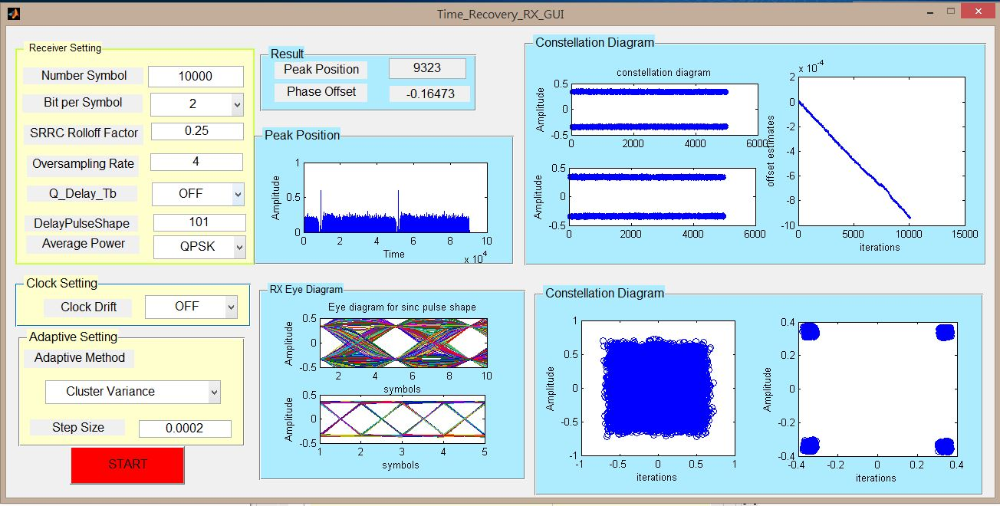 Time_Recovery_RX_GUI
Receiver Setting
Number Symbol 10000
Bit per Symbol 2
SRRC Rolloff Factor 0.25
Oversampling Rate 4
Q_Delay_Tb OFF
DelayPulseShape 101
Average Power QPSK
Clock Setting
Clock Drift OFF
Adaptive Setting
Adaptive Method
Cluster Variance
Step Size 0.0002
START
Result
Peak Position 9323
Phase Offset -0.16473
Peak Position
1
0.5
0
Amplitude
0 2 4 6 8 10
Time
x 10^4
RX Eye Diagram
Eye diagram for sinc pulse shape
0.5
0
-0.5
Amplitude
2 4 6 8 10
symbols
0.5
0
-0.5
Amplitude
1 2 3 4 5
symbols
Constellation Diagram
constellation diagram
0.5
0
-0.5
Amplitude
0 2000 4000 6000
0.5
0
-0.5
Amplitude
0 2000 4000 6000
x 10^-4
2
0
-2
-4
-6
-8
-10
offset estimates
0 5000 10000 15000
iterations
Constellation Diagram
1
0.5
0
-0.5
-1
Amplitude
-1 -0.5 0 0.5 1
iterations
0.4
0.2
0
-0.2
-0.4
Amplitude
-0.4 -0.2 0 0.2 0.4
iterations